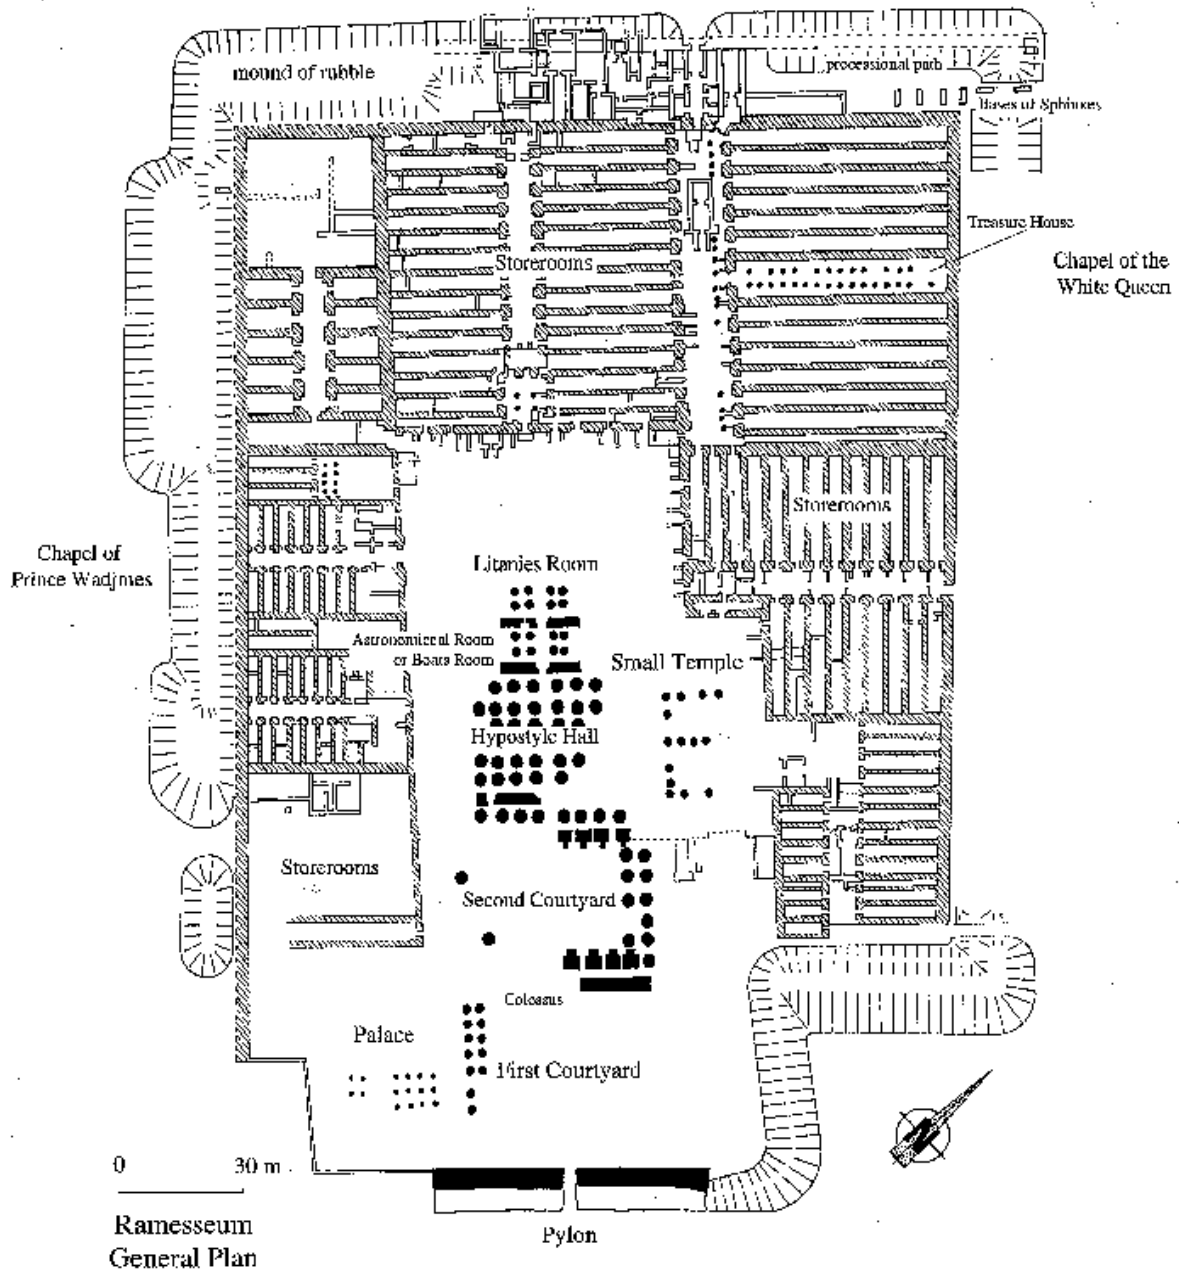 mound of rubble
processional path
Bases of Sphinxes
Treasure House
Storerooms
Chapel of the
White Queen
Storerooms
Chapel of
Prince Wadjmes
Litanies Room
Astronomical Room
or Boats Room
Small Temple
Hypostyle Hall
Storerooms
Second Courtyard
Colossus
Palace
First Courtyard
N
0 30 m
Ramesseum
General Plan
Pylon